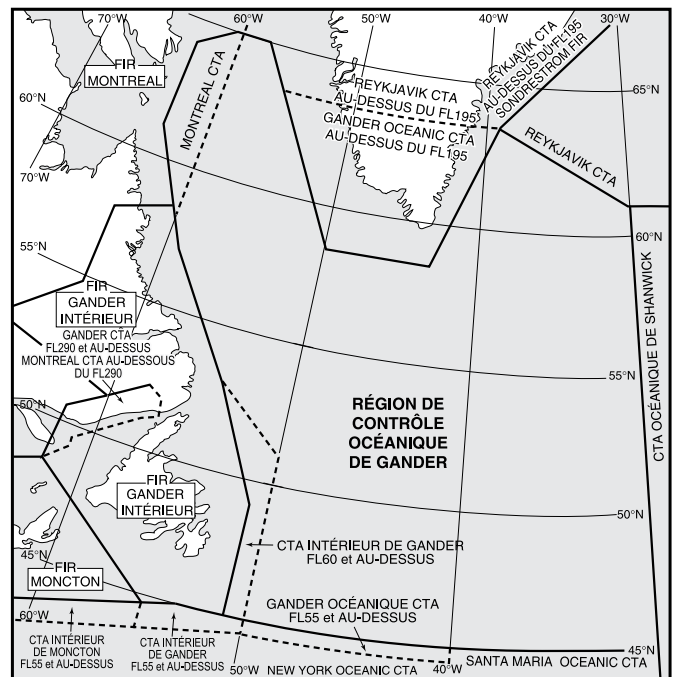 70°W
60°W
50°W
40°W
30°W
FIR
MONTREAL
MONTREAL CTA
REYKJAVIK CTA
AU-DESSUS DU FL195
GANDER OCEANIC CTA
AU-DESSUS DU FL195
REYKJAVIK CTA
AU-DESSUS DU FL195
SONDRESTROM FIR
65°N
REYKJAVIK CTA
60°N
70°W
60°N
55°N
FIR
GANDER
INTÉRIEUR
GANDER CTA
FL290 et AU-DESSUS
MONTREAL CTA AU-DESSOUS
DU FL290
CTA OCÉANIQUE DE SHANWICK
55°N
50°N
RÉGION DE
CONTRÔLE
OCÉANIQUE
DE GANDER
FIR
GANDER
INTÉRIEUR
50°N
CTA INTÉRIEUR DE GANDER
FL60 et AU-DESSUS
45°N
FIR
MONCTON
GANDER OCÉANIQUE CTA
FL55 et AU-DESSUS
60°W
CTA INTÉRIEUR
DE MONCTON
FL55 et AU-DESSUS
CTA INTÉRIEUR
DE GANDER
FL55 et AU-DESSUS
50°W
NEW YORK OCEANIC CTA
40°W
SANTA MARIA OCEANIC CTA
45°N